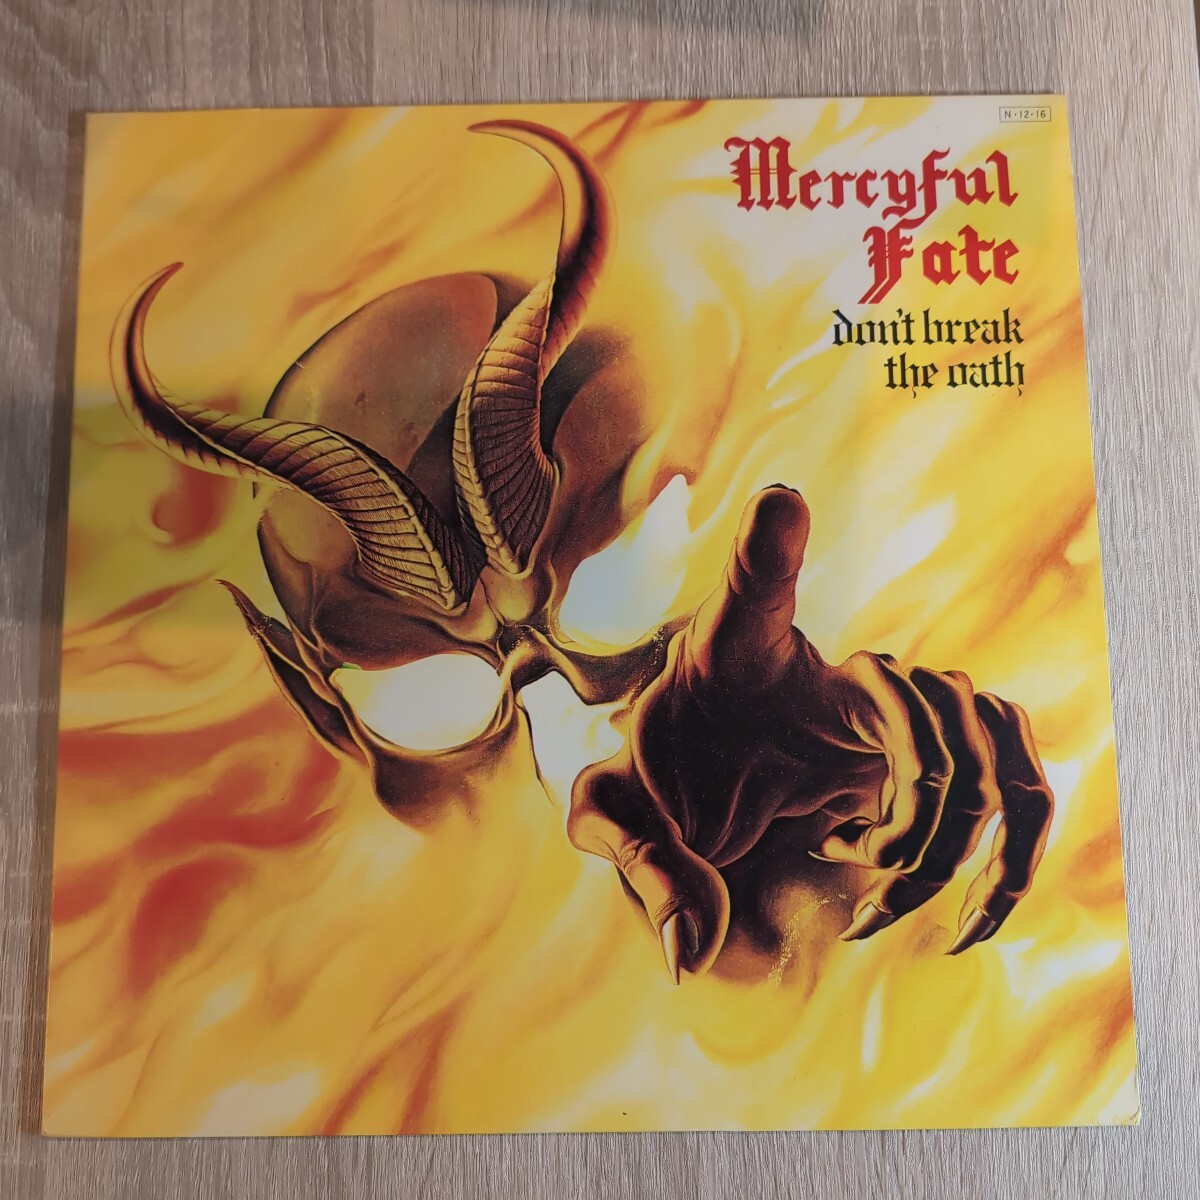 N·12·16
Mercyful
Fate
don't break
the oath